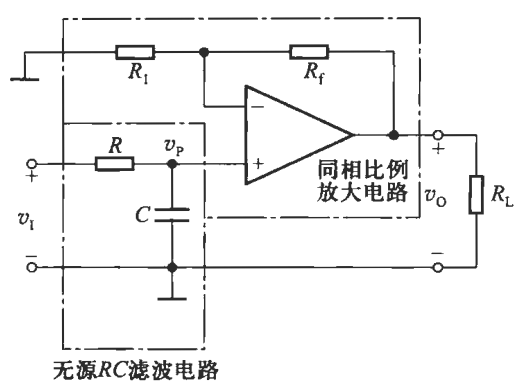 R₁ R_f
−
R v_P +
同相比例
放大电路
+ +
v_I C v_O R_L
− −
无源RC滤波电路